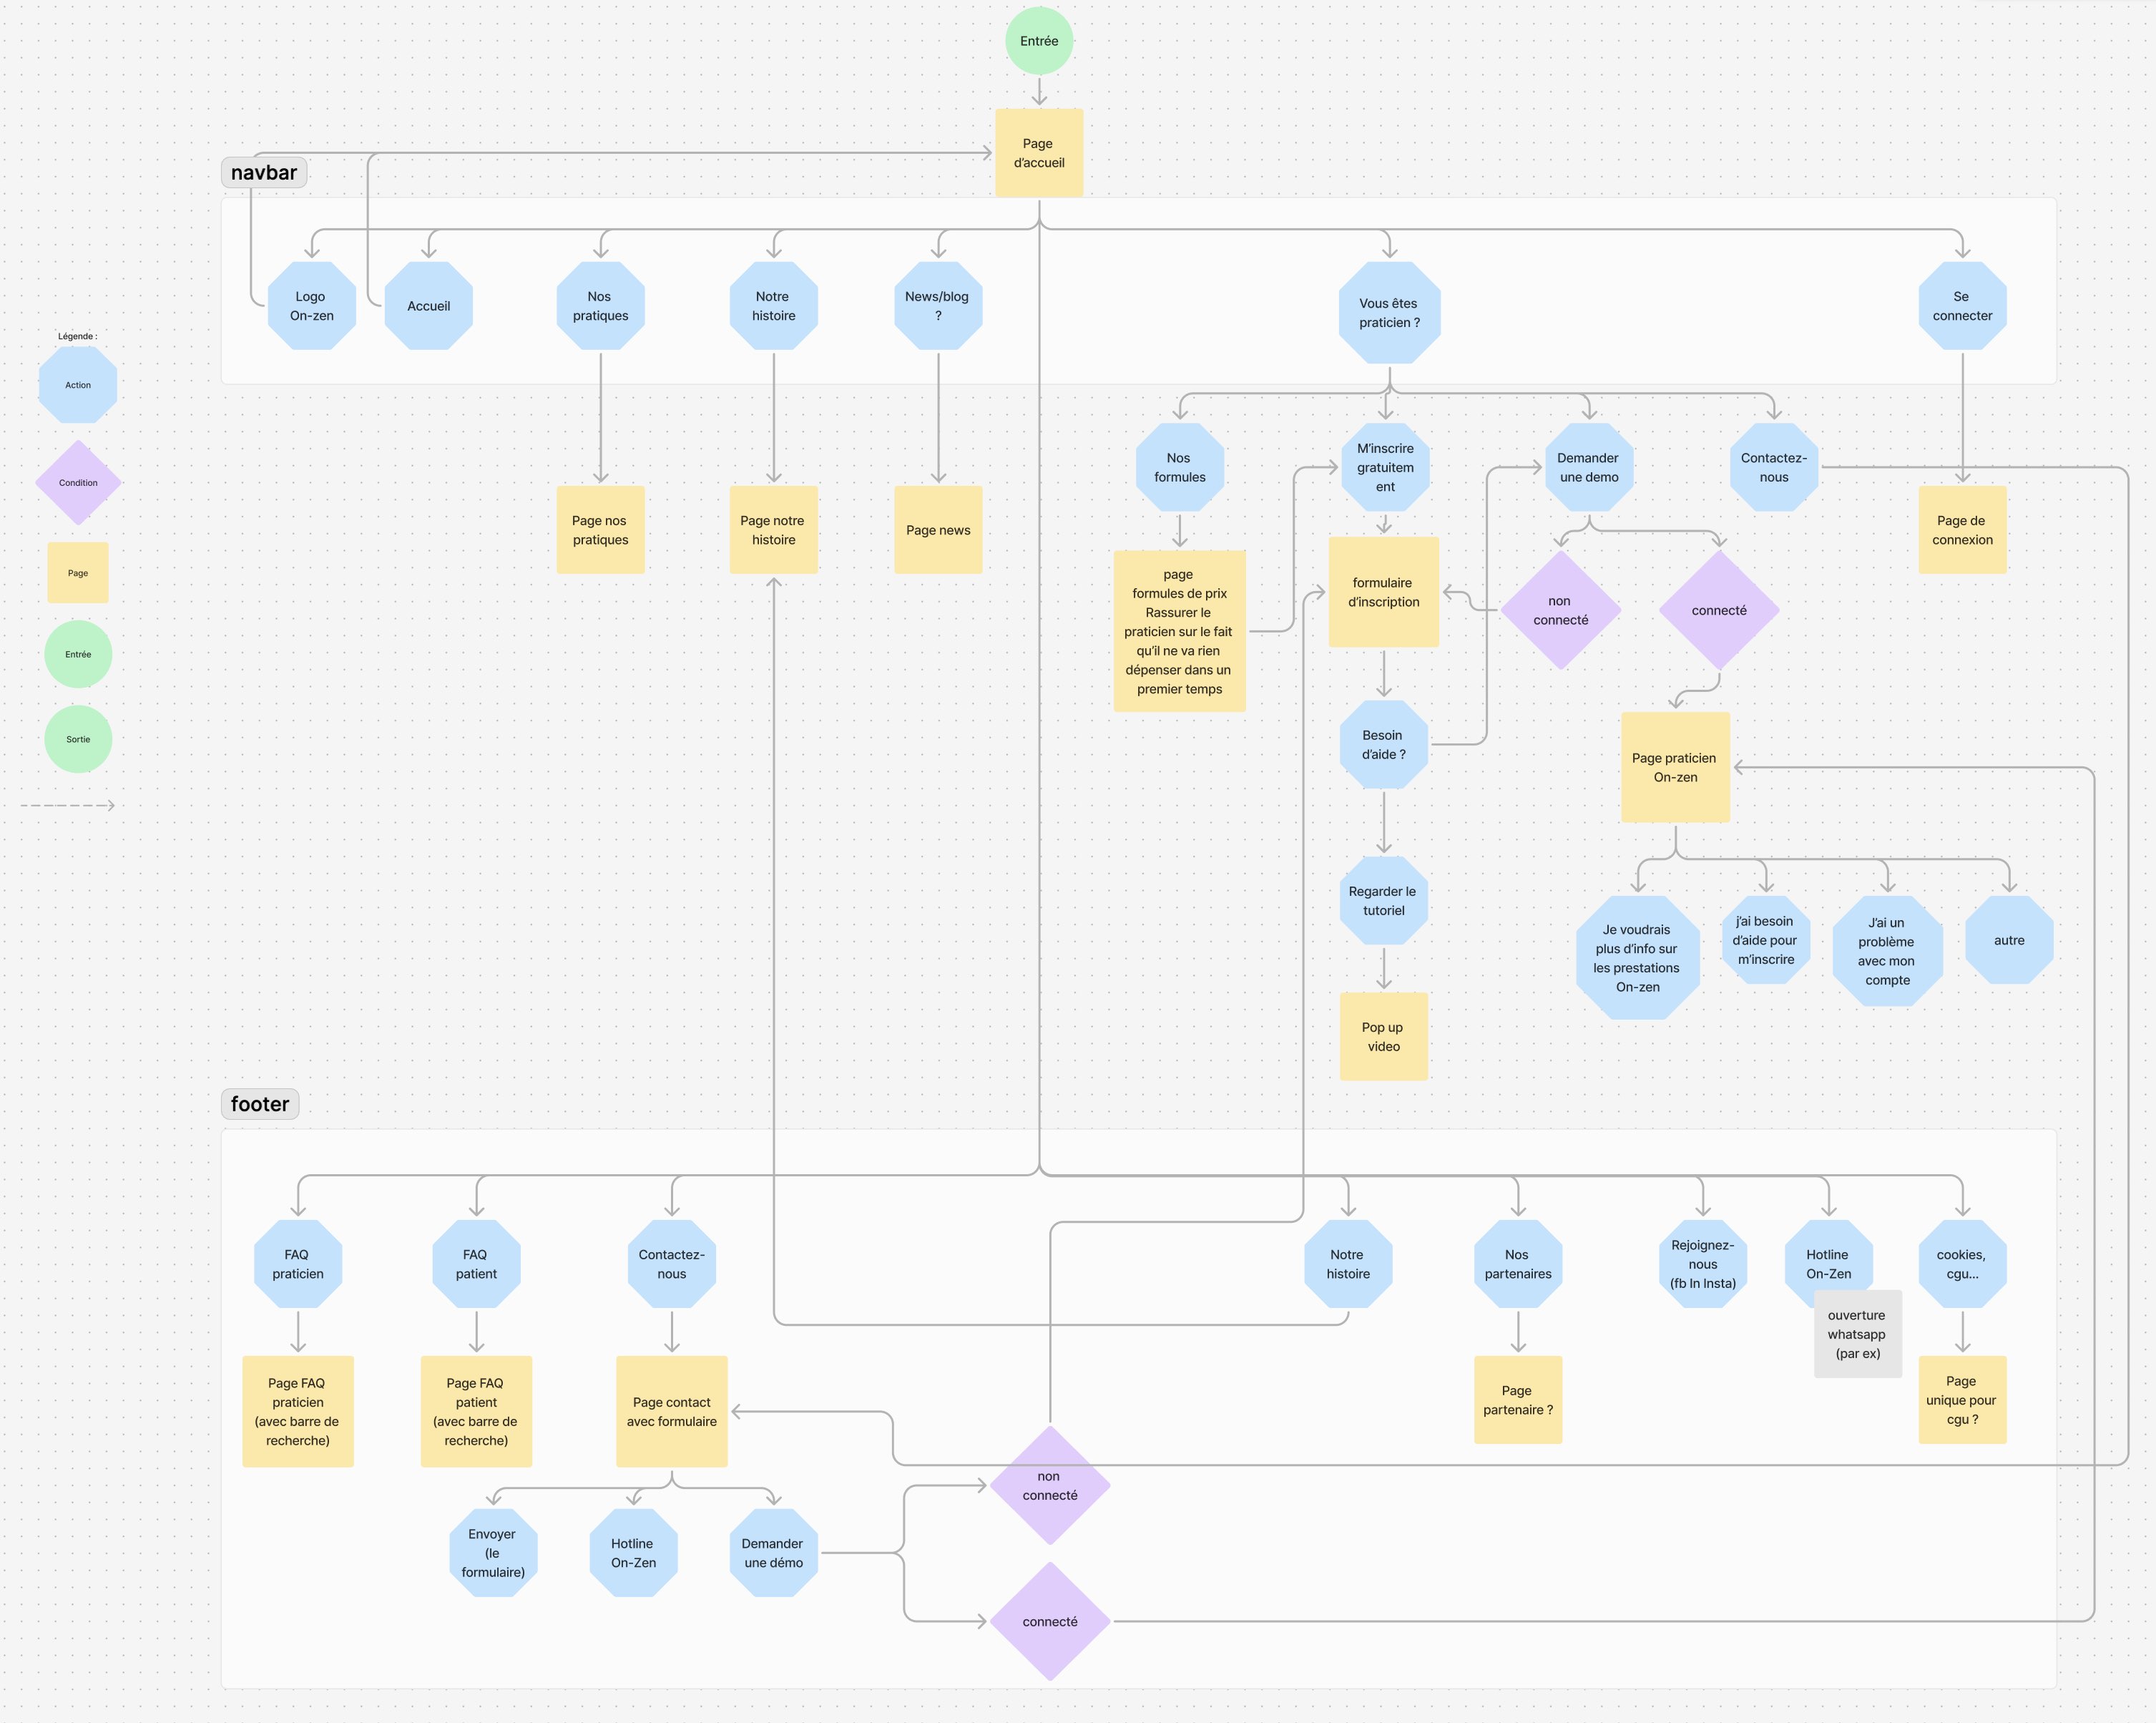 Entrée
Page
d'accueil
navbar
Logo
On-zen
Accueil
Nos
pratiques
Notre
histoire
News/blog
?
Vous êtes
praticien ?
Se
connecter
Légende :
Action
Condition
Page
Entrée
Sortie
Nos
formules
M'inscrire
gratuitem
ent
Demander
une demo
Contactez-
nous
Page nos
pratiques
Page notre
histoire
Page news
Page de
connexion
page
formules de prix
Rassurer le
praticien sur le fait
qu'il ne va rien
dépenser dans un
premier temps
formulaire
d'inscription
non
connecté
connecté
Besoin
d'aide ?
Page praticien
On-zen
Regarder le
tutoriel
Je voudrais
plus d'info sur
les prestations
On-zen
j'ai besoin
d'aide pour
m'inscrire
J'ai un
problème
avec mon
compte
autre
Pop up
video
footer
FAQ
praticien
FAQ
patient
Contactez-
nous
Notre
histoire
Nos
partenaires
Rejoignez-
nous
(fb In Insta)
Hotline
On-Zen
cookies,
cgu...
ouverture
whatsapp
(par ex)
Page FAQ
praticien
(avec barre de
recherche)
Page FAQ
patient
(avec barre de
recherche)
Page contact
avec formulaire
Page
partenaire ?
Page
unique pour
cgu ?
non
connecté
Envoyer
(le
formulaire)
Hotline
On-Zen
Demander
une démo
connecté